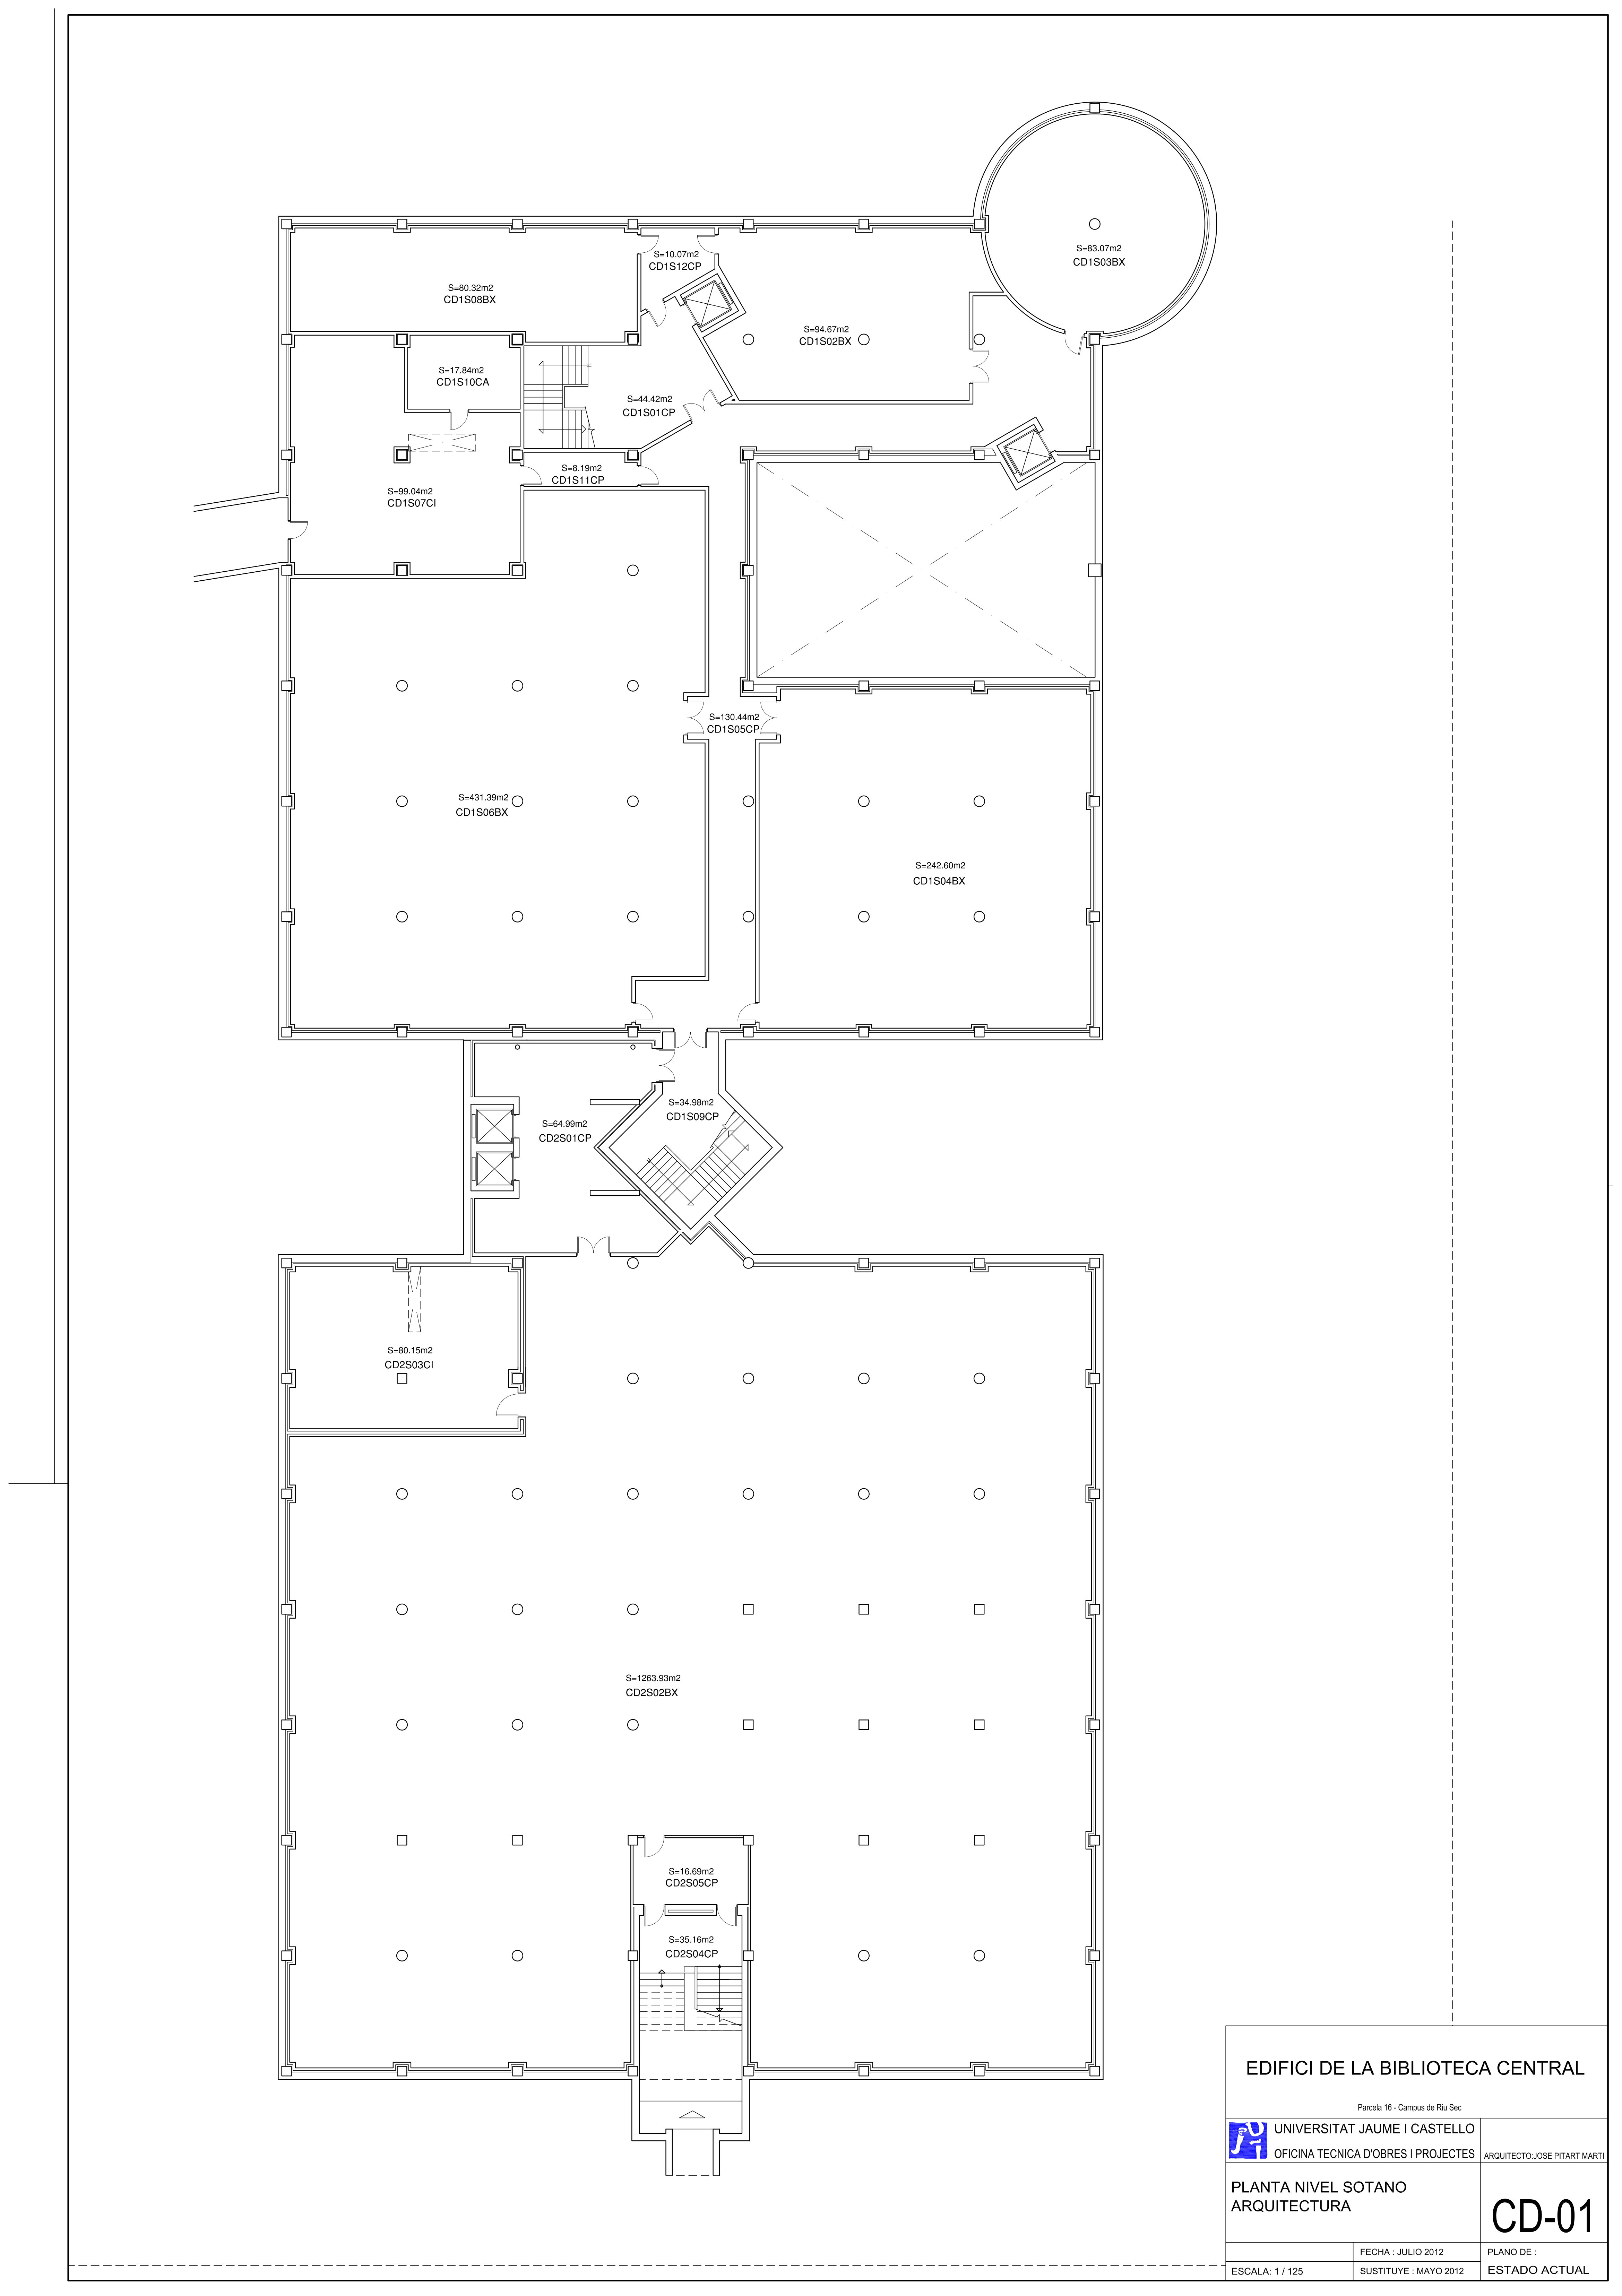 S=83.07m2
CD1S03BX
S=10.07m2
CD1S12CP
S=80.32m2
CD1S08BX
S=94.67m2
CD1S02BX
S=17.84m2
CD1S10CA
S=44.42m2
CD1S01CP
S=8.19m2
CD1S11CP
S=99.04m2
CD1S07CI
S=130.44m2
CD1S05CP
S=431.39m2
CD1S06BX
S=242.60m2
CD1S04BX
S=34.98m2
CD1S09CP
S=64.99m2
CD2S01CP
S=80.15m2
CD2S03CI
S=1263.93m2
CD2S02BX
S=16.69m2
CD2S05CP
S=35.16m2
CD2S04CP
EDIFICI DE LA BIBLIOTECA CENTRAL
Parcela 16 - Campus de Riu Sec
UNIVERSITAT JAUME I CASTELLO
OFICINA TECNICA D'OBRES I PROJECTES
ARQUITECTO:JOSE PITART MARTI
PLANTA NIVEL SOTANO
ARQUITECTURA
CD-01
FECHA : JULIO 2012
PLANO DE :
ESCALA: 1 / 125
SUSTITUYE : MAYO 2012
ESTADO ACTUAL